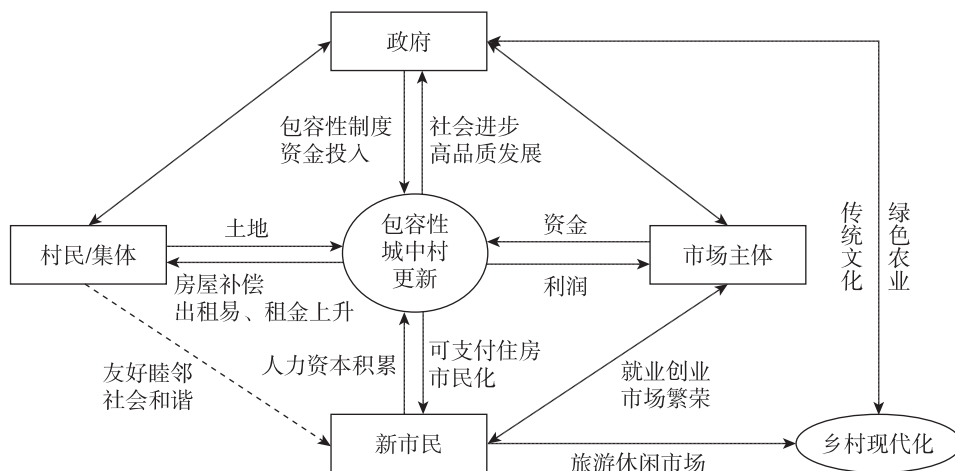 政府
包容性制度
资金投入
社会进步
高品质发展
传统文化
绿色农业
村民/集体
土地
房屋补偿
出租易、租金上升
包容性
城中村
更新
资金
利润
市场主体
友好睦邻
社会和谐
人力资本积累
可支付住房
市民化
就业创业
市场繁荣
新市民
旅游休闲市场
乡村现代化